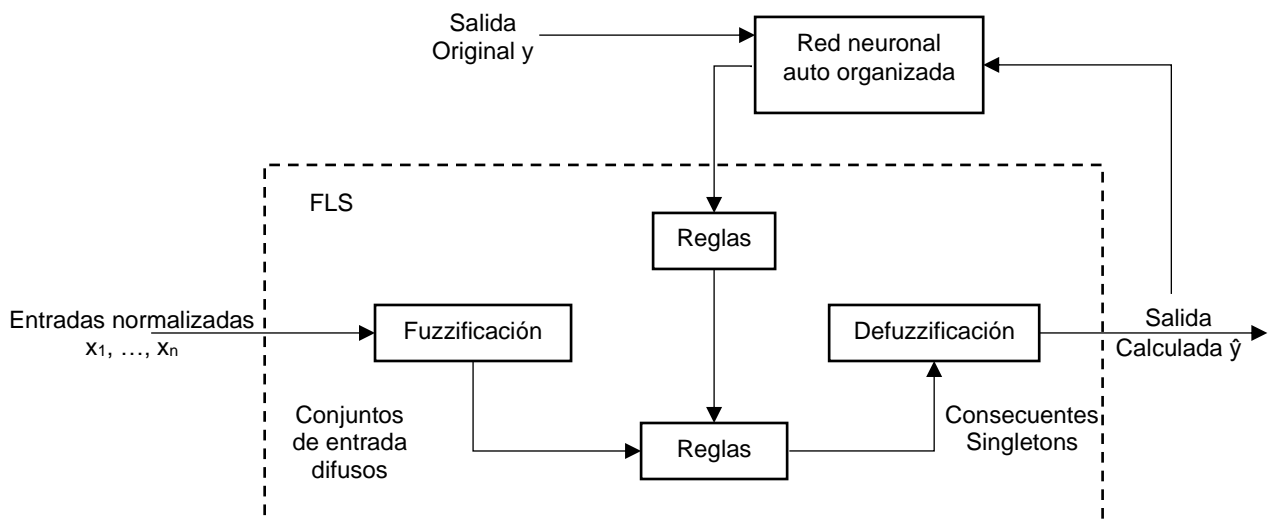 Salida
Original y
Red neuronal
auto organizada
FLS
Reglas
Entradas normalizadas
x1, …, xn
Fuzzificación
Defuzzificación
Salida
Calculada ŷ
Conjuntos
de entrada
difusos
Reglas
Consecuentes
Singletons